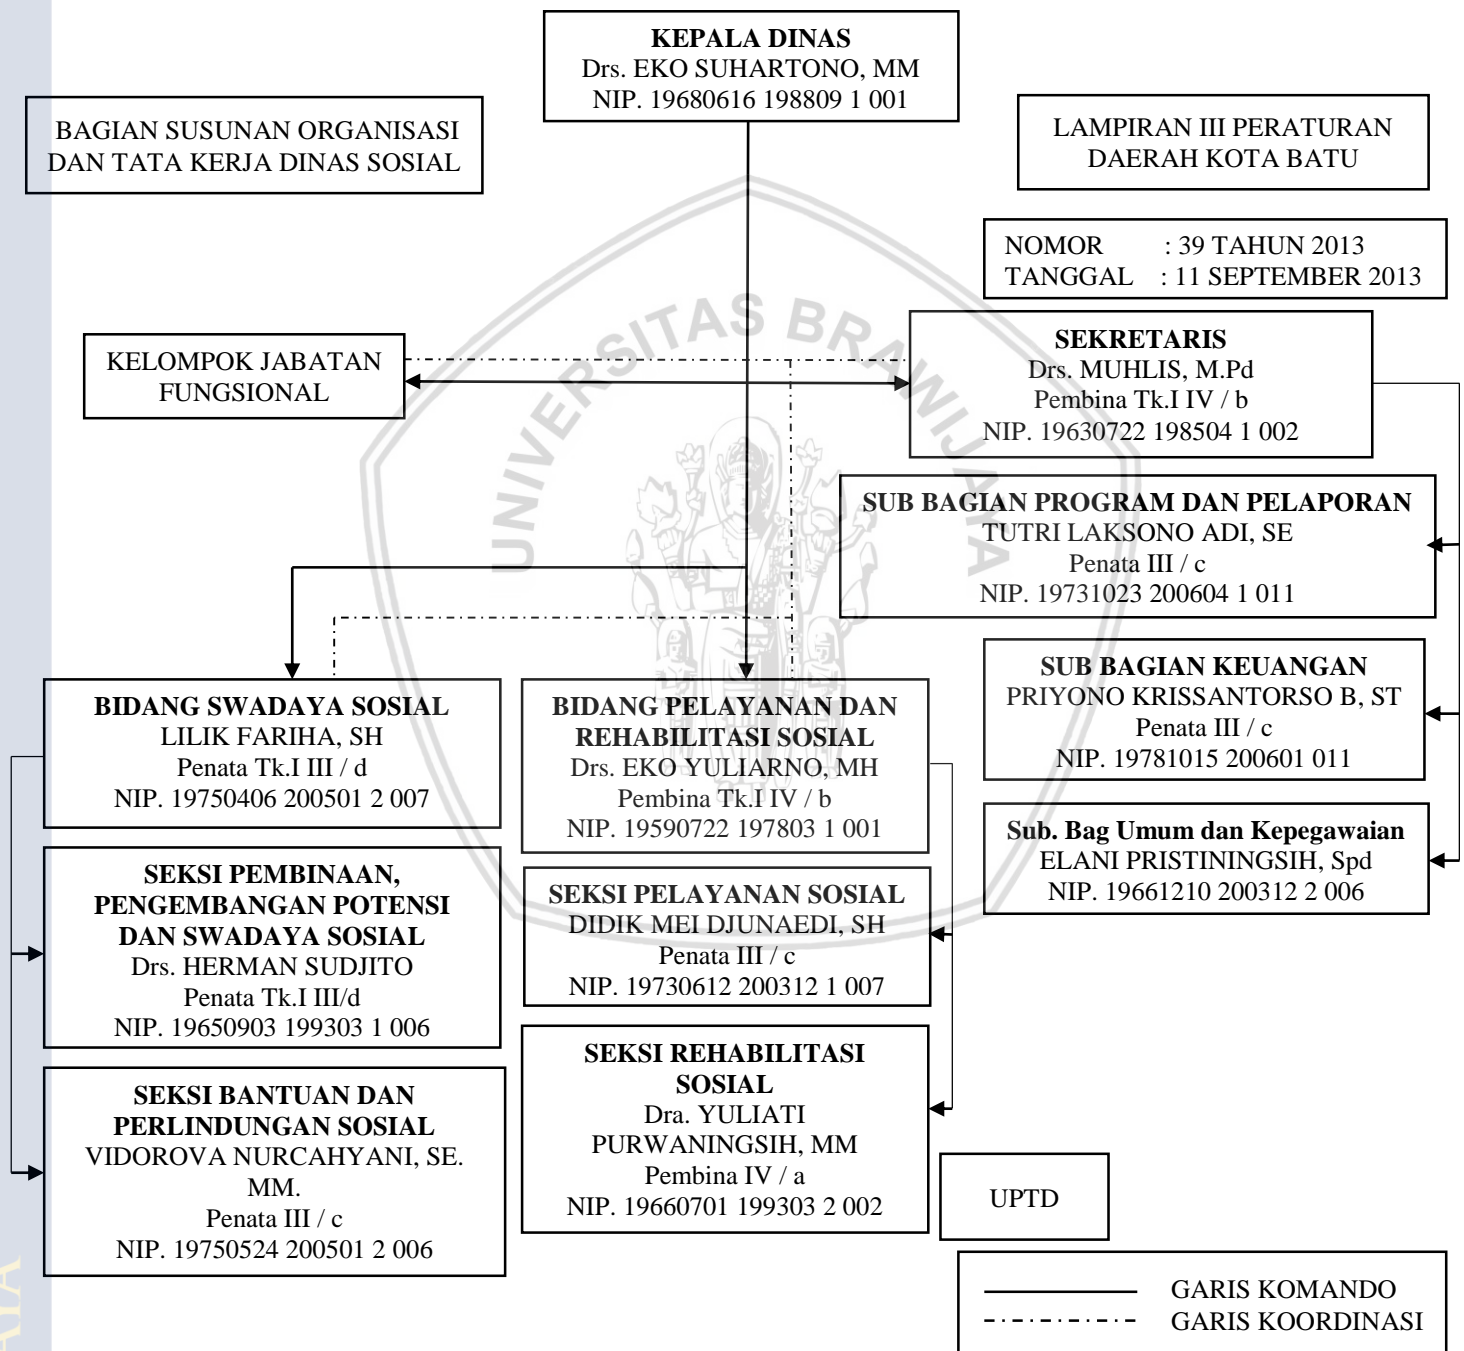 KEPALA DINAS
Drs. EKO SUHARTONO, MM
NIP. 19680616 198809 1 001
BAGIAN SUSUNAN ORGANISASI
DAN TATA KERJA DINAS SOSIAL
LAMPIRAN III PERATURAN
DAERAH KOTA BATU
NOMOR : 39 TAHUN 2013
TANGGAL : 11 SEPTEMBER 2013
UNIVERSITAS BRAWIJAYA
KELOMPOK JABATAN
FUNGSIONAL
SEKRETARIS
Drs. MUHLIS, M.Pd
Pembina Tk.I IV / b
NIP. 19630722 198504 1 002
SUB BAGIAN PROGRAM DAN PELAPORAN
TUTRI LAKSONO ADI, SE
Penata III / c
NIP. 19731023 200604 1 011
SUB BAGIAN KEUANGAN
PRIYONO KRISSANTORSO B, ST
Penata III / c
NIP. 19781015 200601 011
Sub. Bag Umum dan Kepegawaian
ELANI PRISTININGSIH, Spd
NIP. 19661210 200312 2 006
BIDANG SWADAYA SOSIAL
LILIK FARIHA, SH
Penata Tk.I III / d
NIP. 19750406 200501 2 007
BIDANG PELAYANAN DAN
REHABILITASI SOSIAL
Drs. EKO YULIARNO, MH
Pembina Tk.I IV / b
NIP. 19590722 197803 1 001
SEKSI PEMBINAAN,
PENGEMBANGAN POTENSI
DAN SWADAYA SOSIAL
Drs. HERMAN SUDJITO
Penata Tk.I III/d
NIP. 19650903 199303 1 006
SEKSI PELAYANAN SOSIAL
DIDIK MEI DJUNAEDI, SH
Penata III / c
NIP. 19730612 200312 1 007
SEKSI BANTUAN DAN
PERLINDUNGAN SOSIAL
VIDOROVA NURCAHYANI, SE.
MM.
Penata III / c
NIP. 19750524 200501 2 006
SEKSI REHABILITASI
SOSIAL
Dra. YULIATI
PURWANINGSIH, MM
Pembina IV / a
NIP. 19660701 199303 2 002
UPTD
GARIS KOMANDO
GARIS KOORDINASI